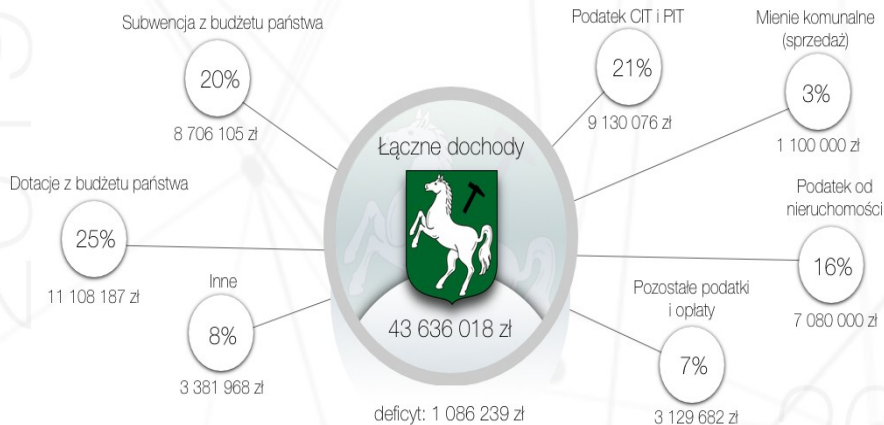 Subwencja z budżetu państwa
20%
8 706 105 zł
Podatek CIT i PIT
21%
9 130 076 zł
Mienie komunalne
(sprzedaż)
3%
1 100 000 zł
Łączne dochody
43 636 018 zł
Dotacje z budżetu państwa
25%
11 108 187 zł
Podatek od
nieruchomości
16%
7 080 000 zł
Inne
8%
3 381 968 zł
Pozostałe podatki
i opłaty
7%
3 129 682 zł
deficyt: 1 086 239 zł